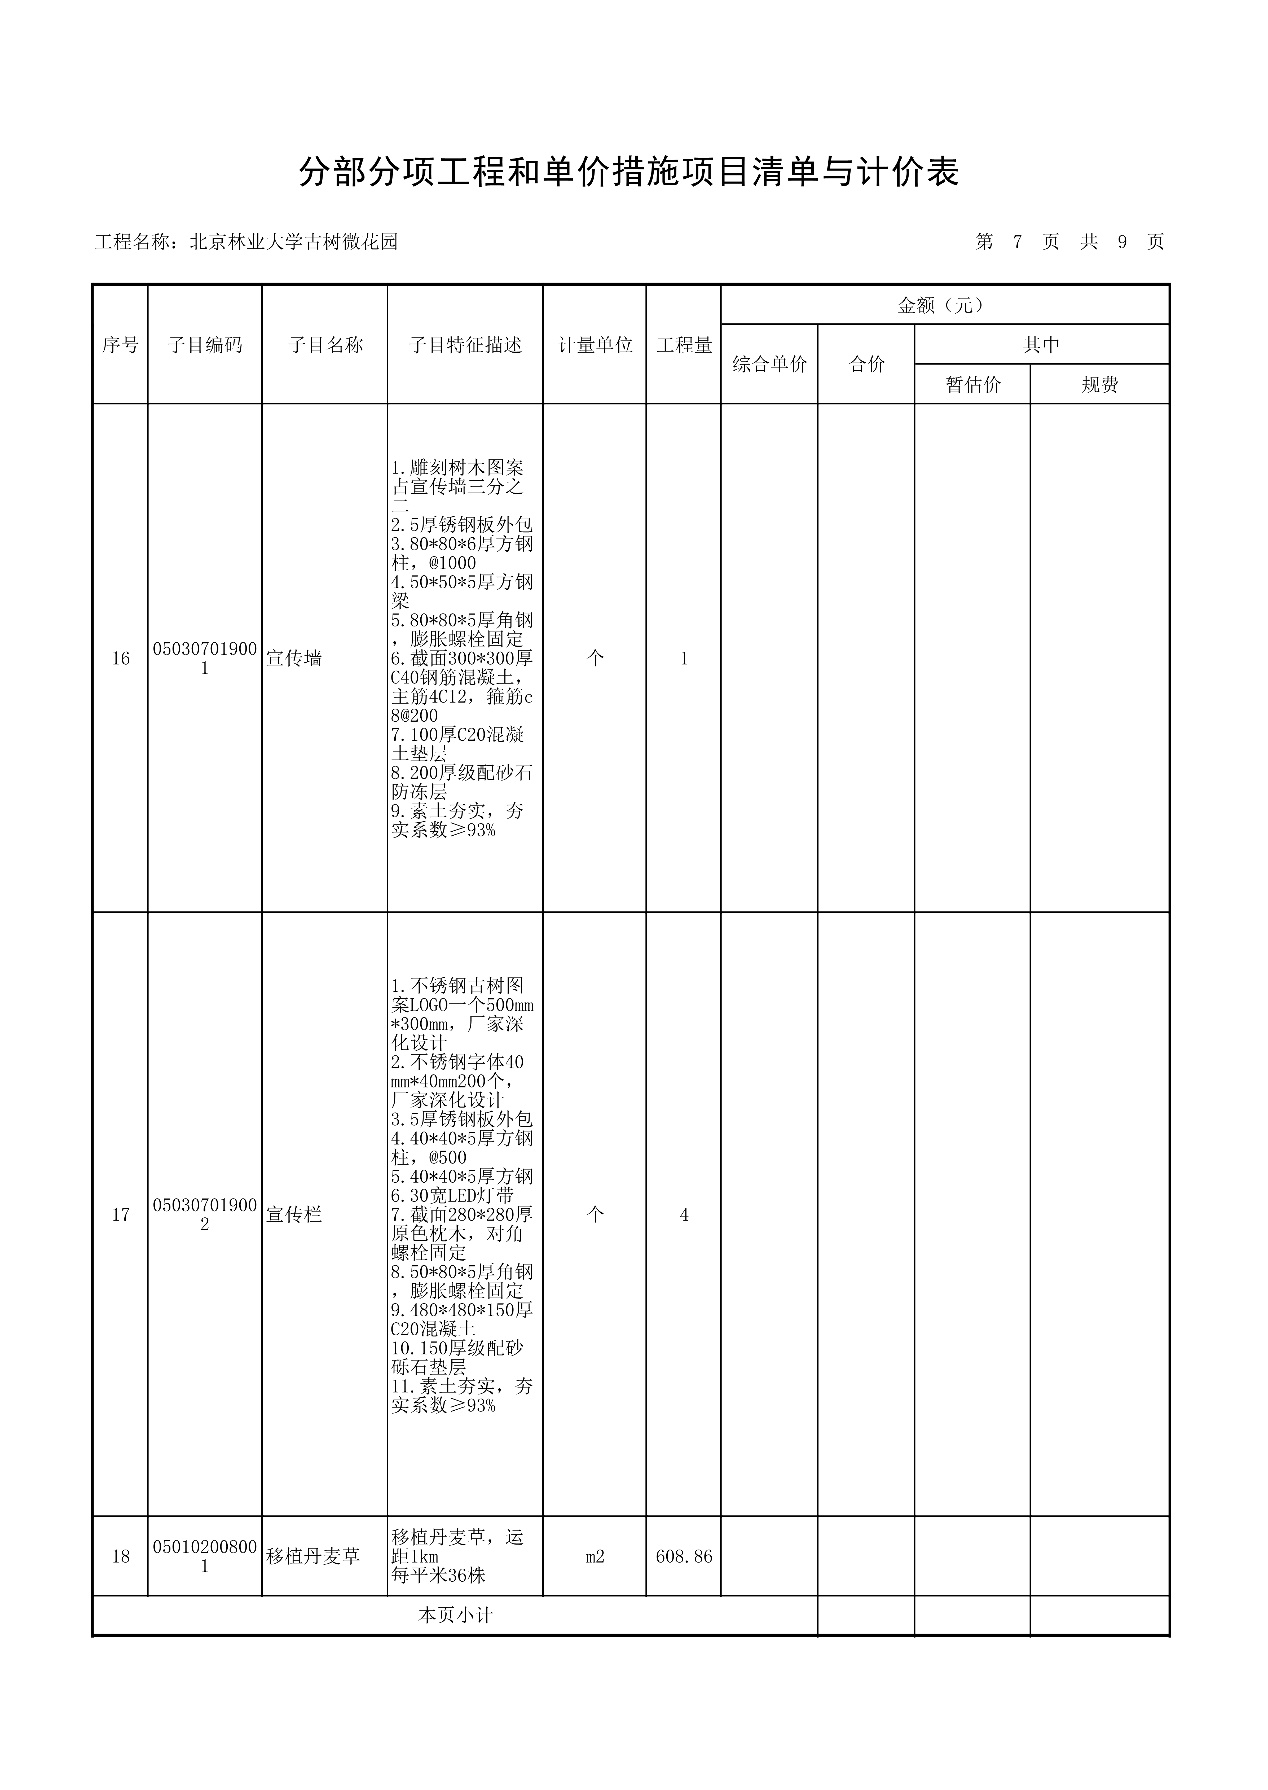 分部分项工程和单价措施项目清单与计价表
工程名称：北京林业大学古树微花园
第 7 页 共 9 页
序号
子目编码
子目名称
子目特征描述
计量单位
工程量
金额（元）
综合单价
合价
其中
暂估价
规费
16
05030701900
1
宣传墙
1.雕刻树木图案
占宣传墙三分之
二
2.5厚锈钢板外包
3.80*80*6厚方钢
柱，@1000
4.50*50*5厚方钢
梁
5.80*80*5厚角钢
，膨胀螺栓固定
6.截面300*300厚
C40钢筋混凝土，
主筋4C12，箍筋c
8@200
7.100厚C20混凝
土垫层
8.200厚级配砂石
防冻层
9.素土夯实，夯
实系数≥93%
个
1
17
05030701900
2
宣传栏
1.不锈钢古树图
案LOGO一个500mm
*300mm，厂家深
化设计
2.不锈钢字体40
mm*40mm200个，
厂家深化设计
3.5厚锈钢板外包
4.40*40*5厚方钢
柱，@500
5.40*40*5厚方钢
6.30宽LED灯带
7.截面280*280厚
原色枕木，对角
螺栓固定
8.50*80*5厚角钢
，膨胀螺栓固定
9.480*480*150厚
C20混凝土
10.150厚级配砂
砾石垫层
11.素土夯实，夯
实系数≥93%
个
4
18
05010200800
1
移植丹麦草
移植丹麦草，运
距1km
每平米36株
m2
608.86
本页小计